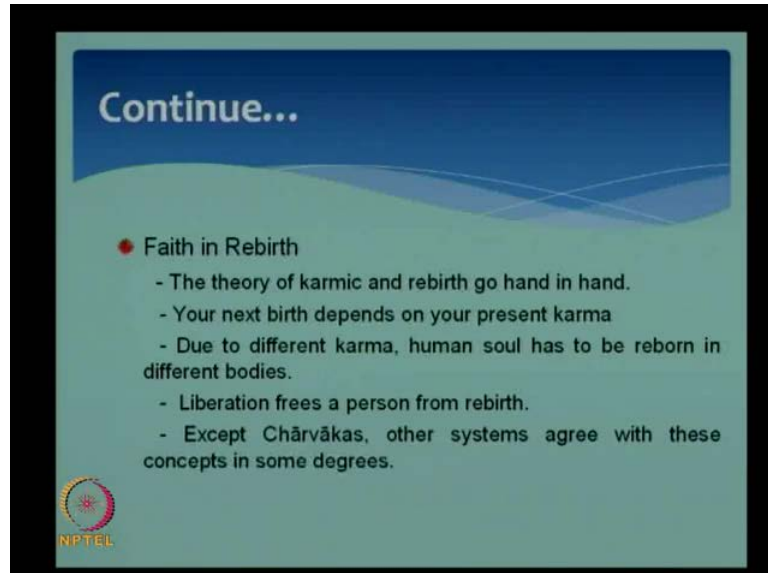 Continue...
Faith in Rebirth
- The theory of karmic and rebirth go hand in hand.
- Your next birth depends on your present karma
- Due to different karma, human soul has to be reborn in
different bodies.
- Liberation frees a person from rebirth.
- Except Chārvākas, other systems agree with these
concepts in some degrees.
NPTEL